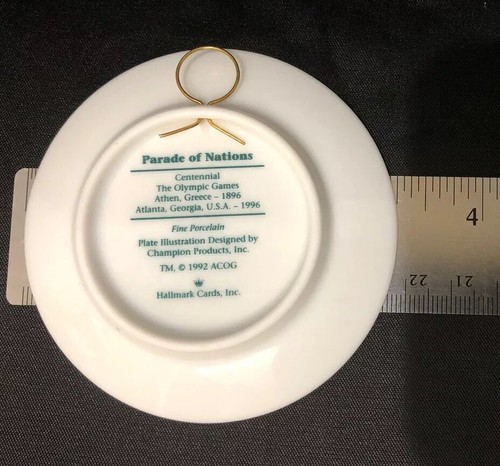 Parade of Nations
Centennial
The Olympic Games
Athen, Greece – 1896
Atlanta, Georgia, U.S.A. – 1996
Fine Porcelain
Plate Illustration Designed by
Champion Products, Inc.
TM, © 1992 ACOG
Hallmark Cards, Inc.
4
22 21